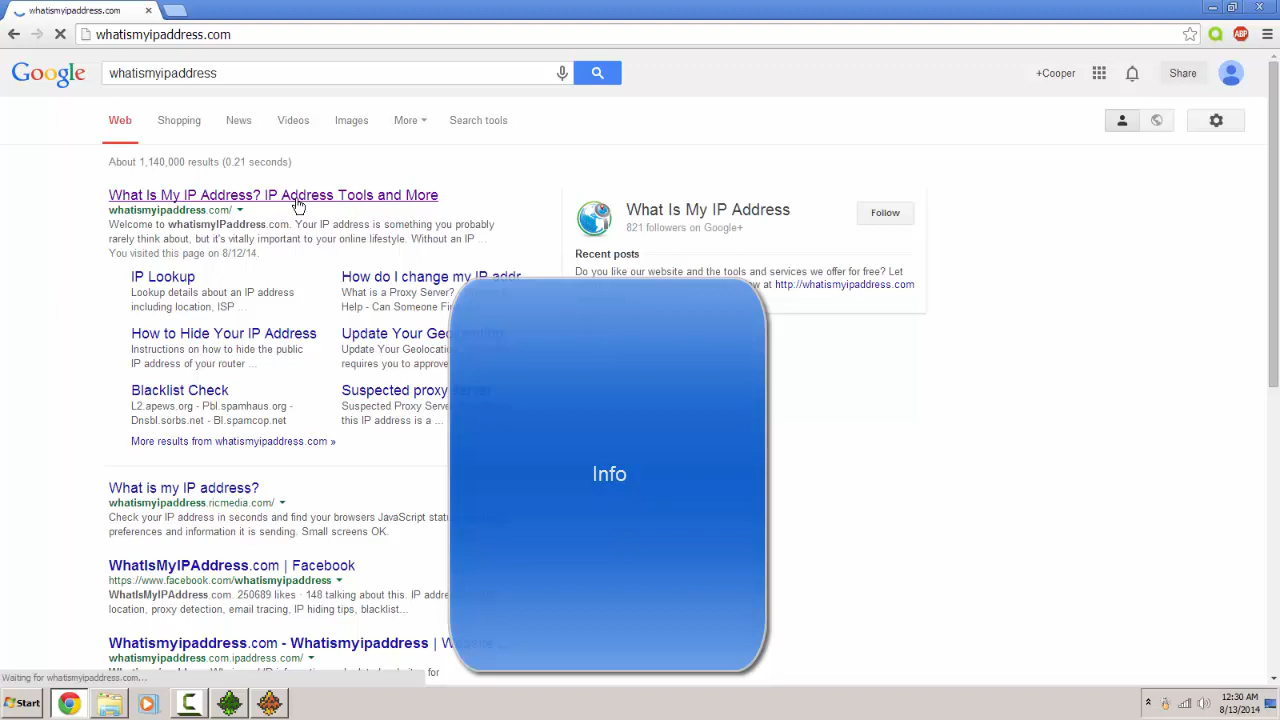 whatismyipaddress.com
whatismyipaddress.com
Google
whatismyipaddress
+Cooper
Share
Web Shopping News Videos Images More Search tools
About 1,140,000 results (0.21 seconds)
What Is My IP Address? IP Address Tools and More
whatismyipaddress.com/
Welcome to whatismyIPaddress.com. Your IP address is something you probably
rarely think about, but it's vitally important to your online lifestyle. Without an IP ...
You visited this page on 8/12/14.
IP Lookup
Lookup details about an IP address
including location, ISP ...
How do I change my IP addr
What is a Proxy Server?
Help - Can Someone
How to Hide Your IP Address
Instructions on how to hide the public
IP address of your router ...
Update Your Geolocation
Update Your
requires you to approve
Blacklist Check
L2.apews.org - Pbl.spamhaus.org -
Dnsbl.sorbs.net - Bl.spamcop.net
Suspected proxy server
Suspected Proxy
this IP address is a ...
More results from whatismyipaddress.com »
What Is My IP Address
821 followers on Google+
Follow
Recent posts
Do you like our website and the tools and services we offer for free? Let
at http://whatismyipaddress.com
Info
What is my IP address?
whatismyipaddress.ricmedia.com/
Check your IP address in seconds and find your browsers JavaScript
preferences and information it is sending. Small screens OK.
WhatIsMyIPAddress.com | Facebook
https://www.facebook.com/whatismyipaddress
WhatIsMyIPAddress.com. 250689 likes · 148 talking about this. IP
location, proxy detection, email tracing, IP hiding tips, blacklist...
Whatismyipaddress.com - Whatismyipaddress |
whatismyipaddress.com.ipaddress.com/
for
Waiting for whatismyipaddress.com...
Start
12:30 AM
8/13/2014
ABP